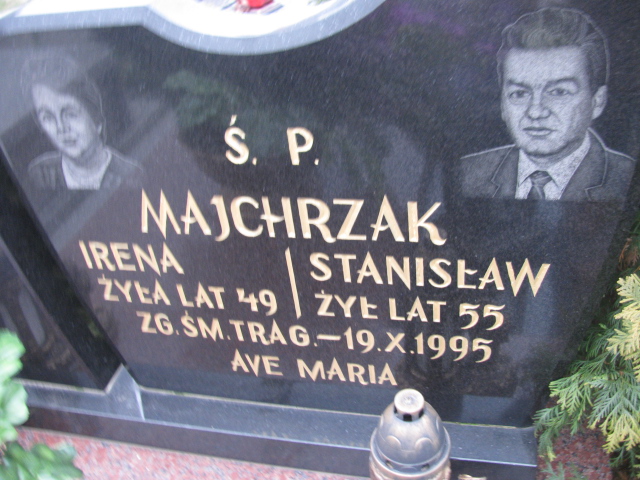 Ś. P.
MAJCHRZAK
IRENA
ŻYŁA LAT 49
STANISŁAW
ŻYŁ LAT 55
ZG. ŚM. TRAG. – 19.X.1995
AVE MARIA